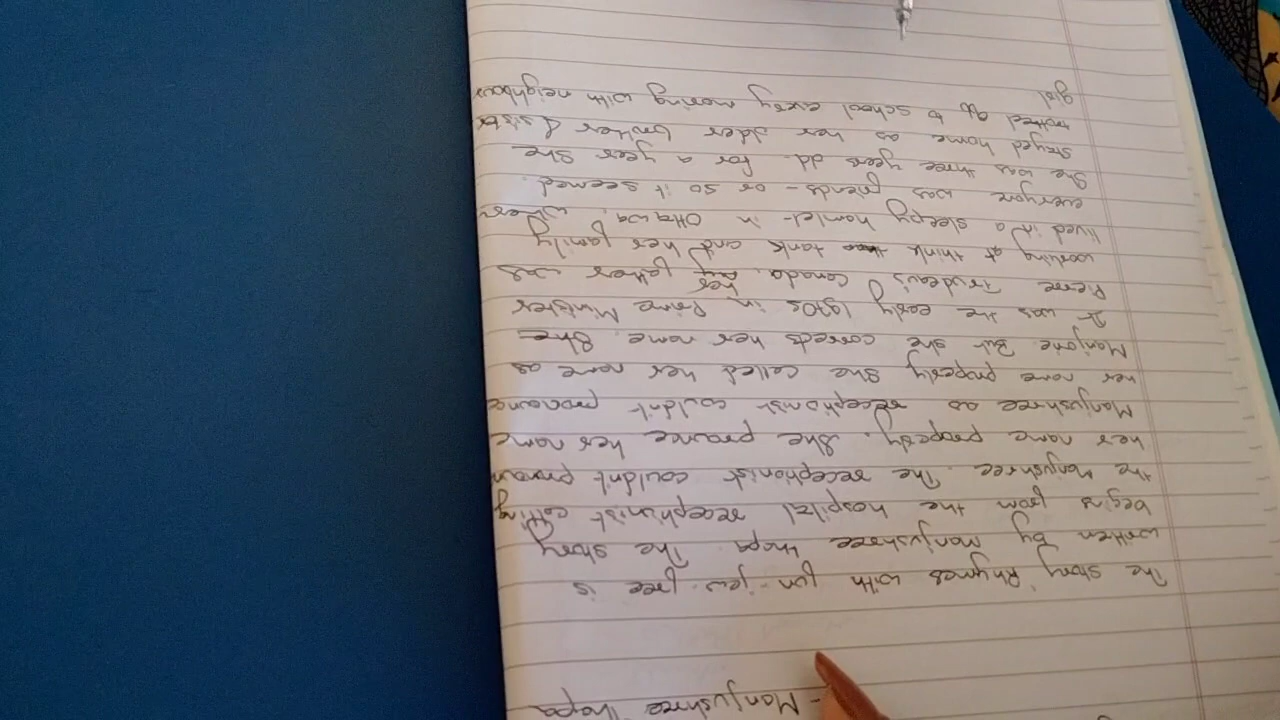 - Manjushree Thapa
The story 'Rhymes with fun-jew-free is
written by Manjushree Thapa. The story
begins from the hospital receptionist calling
the Manjushree. The receptionist couldn't pronoun
her name properly. She pronunce her name
Manjushree as receptionist couldn't pronounce
her name properly she called her name as
Manjorie But she corrects her name. She
It was the early 1970s in Prime Minister
Pierre Trudeau's Canada, her father was
working at think tank and her family
lived in a sleepy hamlet in Ottawa, where
everyone was friends - or so it seemed.
She was three years old. For a year she
stayed home as her older brother & sister
trotted to school every morning with neighbour
girl